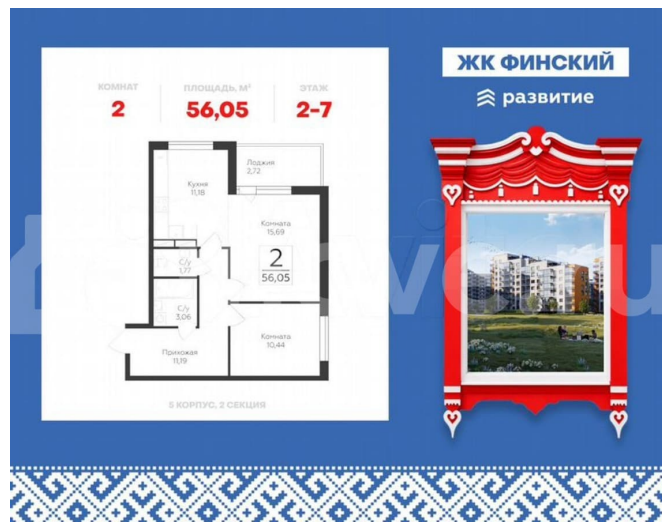 КОМНАТ
2
ПЛОЩАДЬ, М²
56,05
ЭТАЖ
2-7
ЖК ФИНСКИЙ
развитие
Лоджия
2,72
Кухня
11,18
Комната
15,69
С/у
1,77
2
56,05
С/у
3,06
Комната
10,44
Прихожая
11,19
5 КОРПУС, 2 СЕКЦИЯ